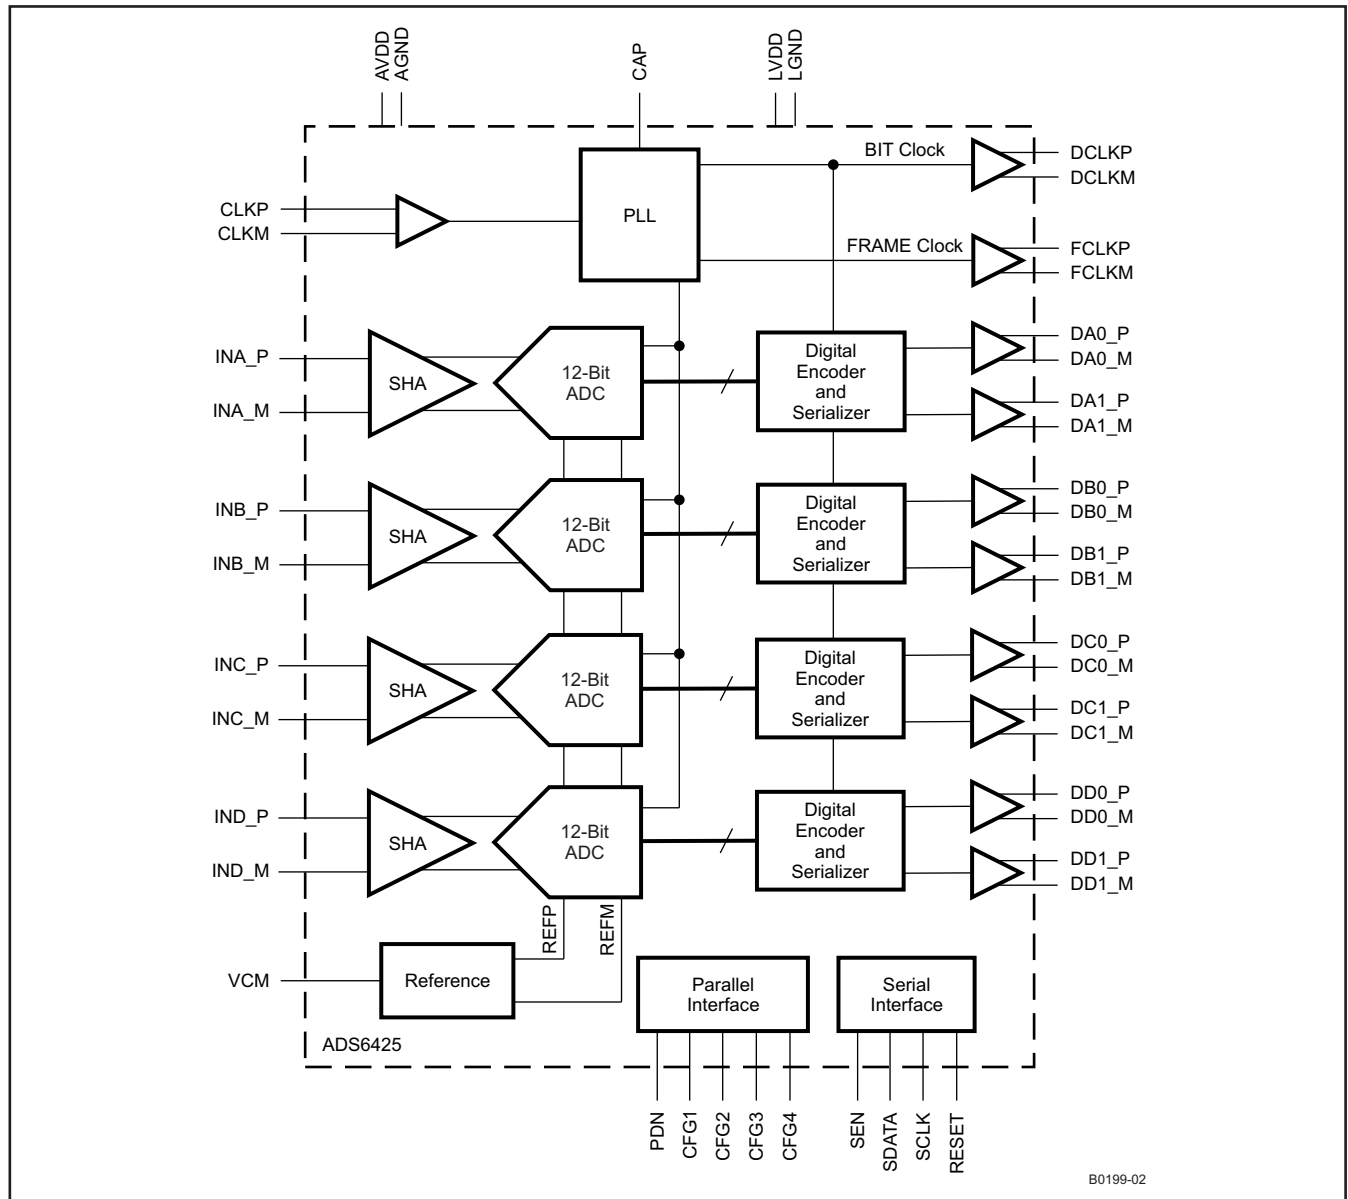 AVDD
AGND
CAP
LVDD
LGND
BIT Clock
DCLKP
DCLKM
CLKP
CLKM
PLL
FRAME Clock
FCLKP
FCLKM
INA_P
INA_M
SHA
12-Bit
ADC
Digital
Encoder
and
Serializer
DA0_P
DA0_M
DA1_P
DA1_M
INB_P
INB_M
SHA
12-Bit
ADC
Digital
Encoder
and
Serializer
DB0_P
DB0_M
DB1_P
DB1_M
INC_P
INC_M
SHA
12-Bit
ADC
Digital
Encoder
and
Serializer
DC0_P
DC0_M
DC1_P
DC1_M
IND_P
IND_M
SHA
12-Bit
ADC
Digital
Encoder
and
Serializer
DD0_P
DD0_M
DD1_P
DD1_M
REFP
REFM
VCM
Reference
Parallel
Interface
Serial
Interface
ADS6425
PDN
CFG1
CFG2
CFG3
CFG4
SEN
SDATA
SCLK
RESET
B0199-02